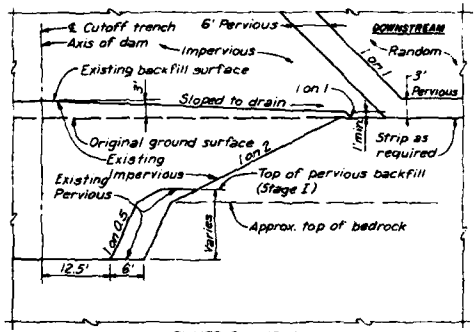 ℄ Cutoff trench
6' Pervious
DOWNSTREAM
Axis of dam
Impervious
Random
Existing backfill surface
1 on 1
3'
Pervious
3'
Sloped to drain
1 on 1
1' min.
Original ground surface
Strip as
required
Existing
Impervious
1 on 2
Existing
Pervious
Top of pervious backfill
(Stage I)
1 on 0.5
Varies
Approx. top of bedrock
12.5'
6'